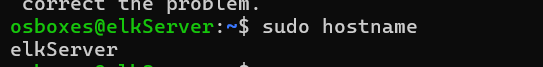 correct the problem.
osboxes@elkServer:~$ sudo hostname
elkServer